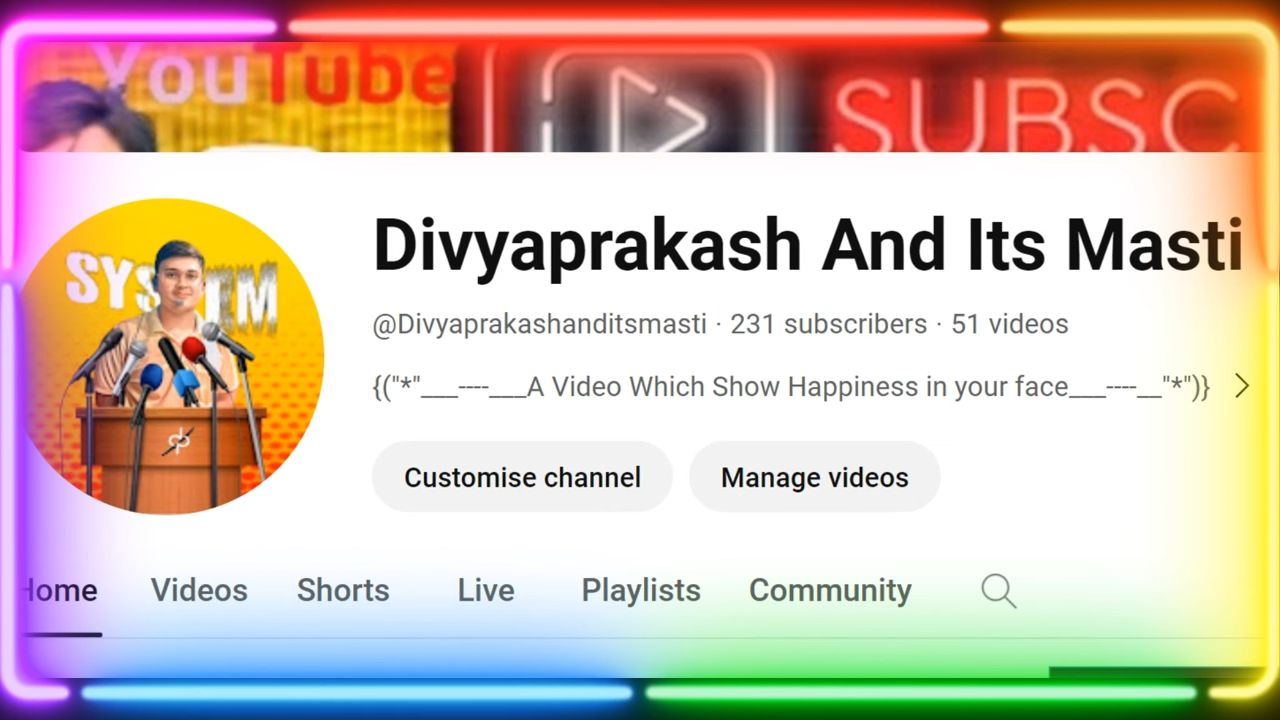 YouTube
SUBSC
SYSTEM
Divyaprakash And Its Masti
@Divyaprakashanditsmasti · 231 subscribers · 51 videos
{("*"___----___A Video Which Show Happiness in your face___----__"*")}
Customise channel
Manage videos
Home Videos Shorts Live Playlists Community